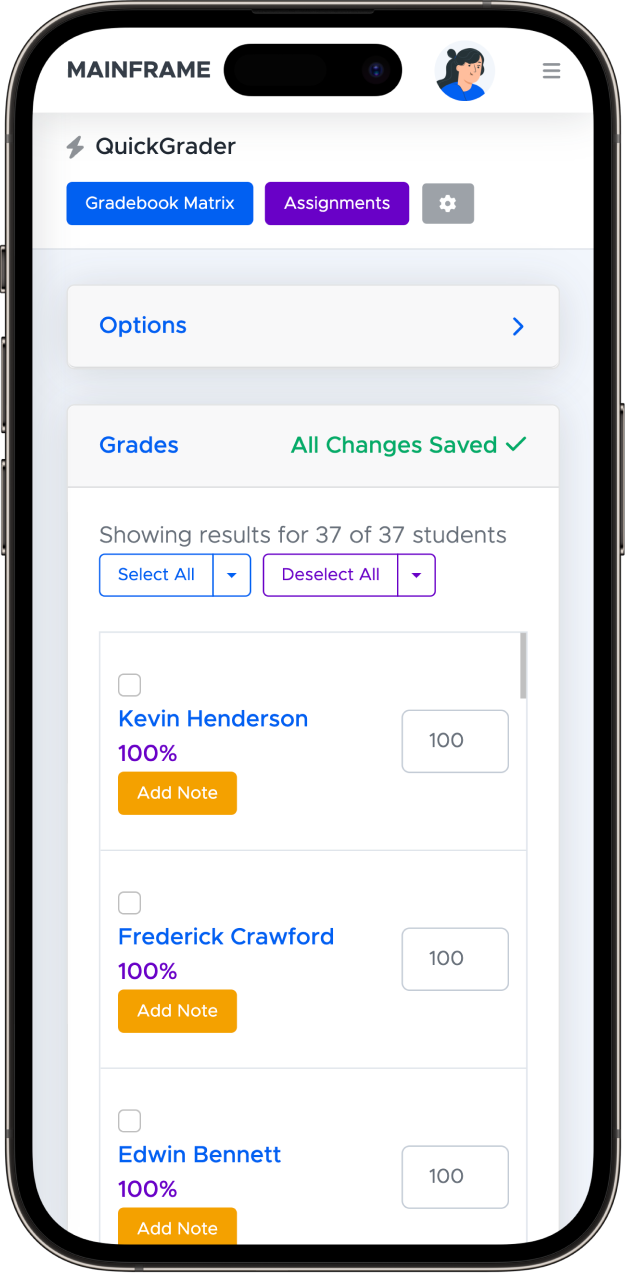 MAINFRAME
QuickGrader
Gradebook Matrix Assignments
Options
Grades All Changes Saved
Showing results for 37 of 37 students
Select All Deselect All
Kevin Henderson
100%
100
Add Note
Frederick Crawford
100%
100
Add Note
Edwin Bennett
100%
100
Add Note